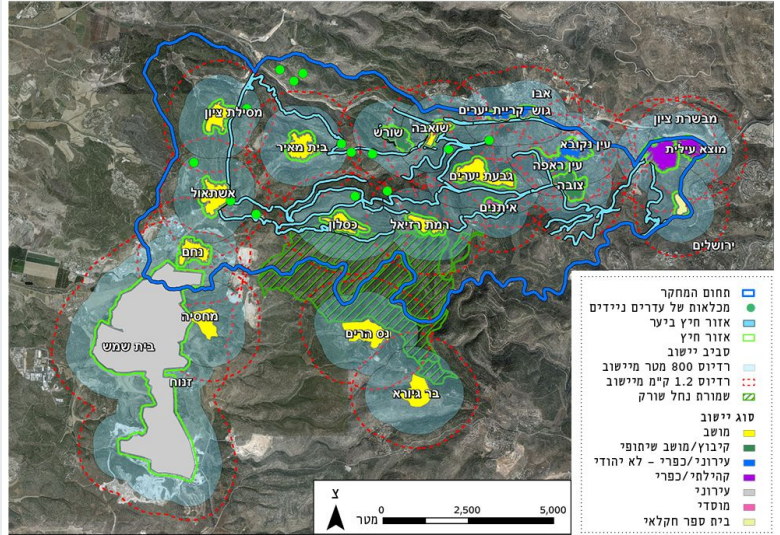 אבו
גוש
קריית יערים
מבשרת ציון
מסילת ציון
שואבה
שורש
בית מאיר
עין נקובא
מוצא עילית
עין ראפה
גבעת יערים
צובה
אשתאול
איתנים
כסלון
רמת רזיאל
ירושלים
נחם
מחסיה
נס הרים
בית שמש
זנוח
בר גיורא
תחום המחקר
מכלאות של עדרים ניידים
אזור חיץ ביער
אזור חיץ
סביב יישוב
רדיוס 800 מטר מיישוב
רדיוס 1.2 ק"מ מיישוב
שמורת נחל שורק
סוג יישוב
מושב
קיבוץ/מושב שיתופי
עירוני/כפרי - לא יהודי
קהילתי/כפרי
עירוני
מוסדי
בית ספר חקלאי
צ
מטר 0 2,500 5,000